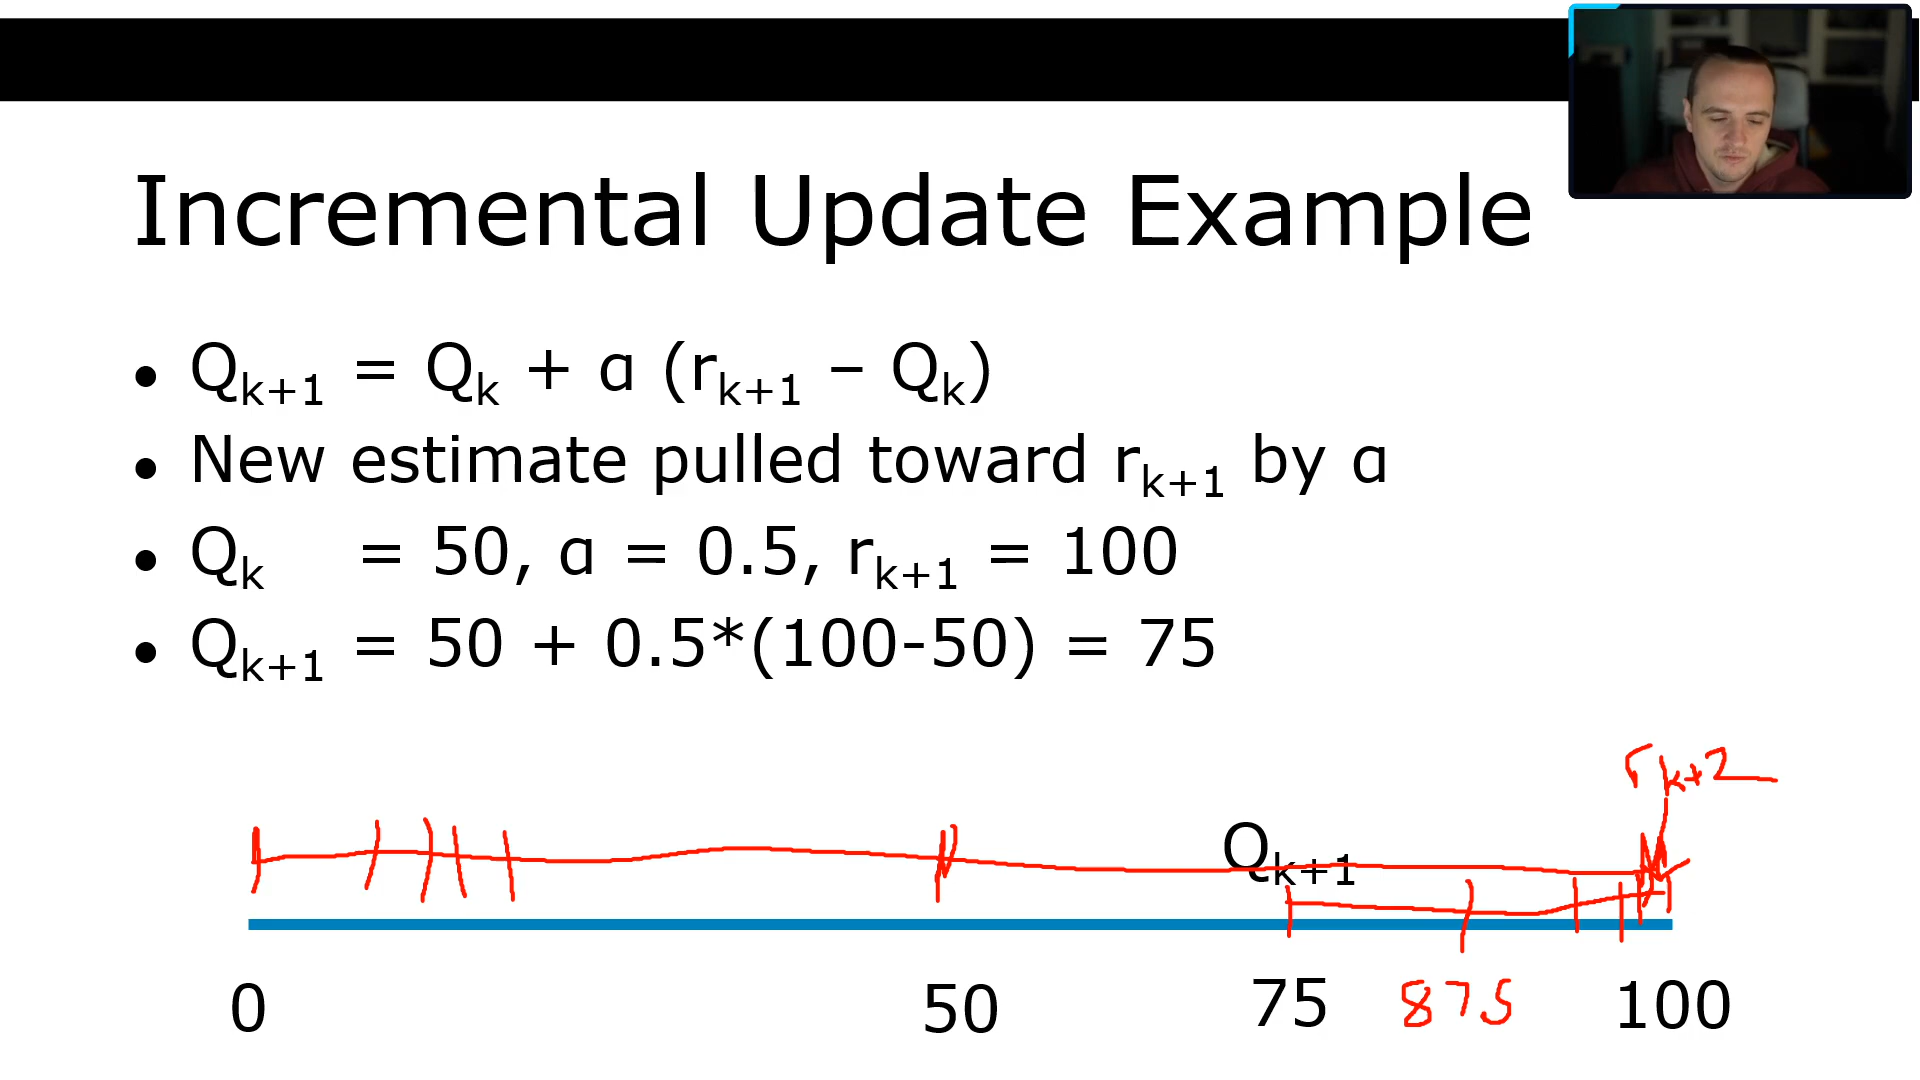 Incremental Update Example
• Qk+1 = Qk + α (rk+1 – Qk)
• New estimate pulled toward rk+1 by α
• Qk = 50, α = 0.5, rk+1 = 100
• Qk+1 = 50 + 0.5*(100-50) = 75
rk+2
Qk+1
0 50 75 875 100